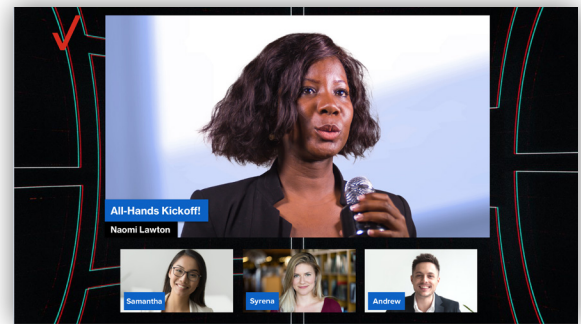 All-Hands Kickoff!
Naomi Lawton
Samantha
Syrena
Andrew